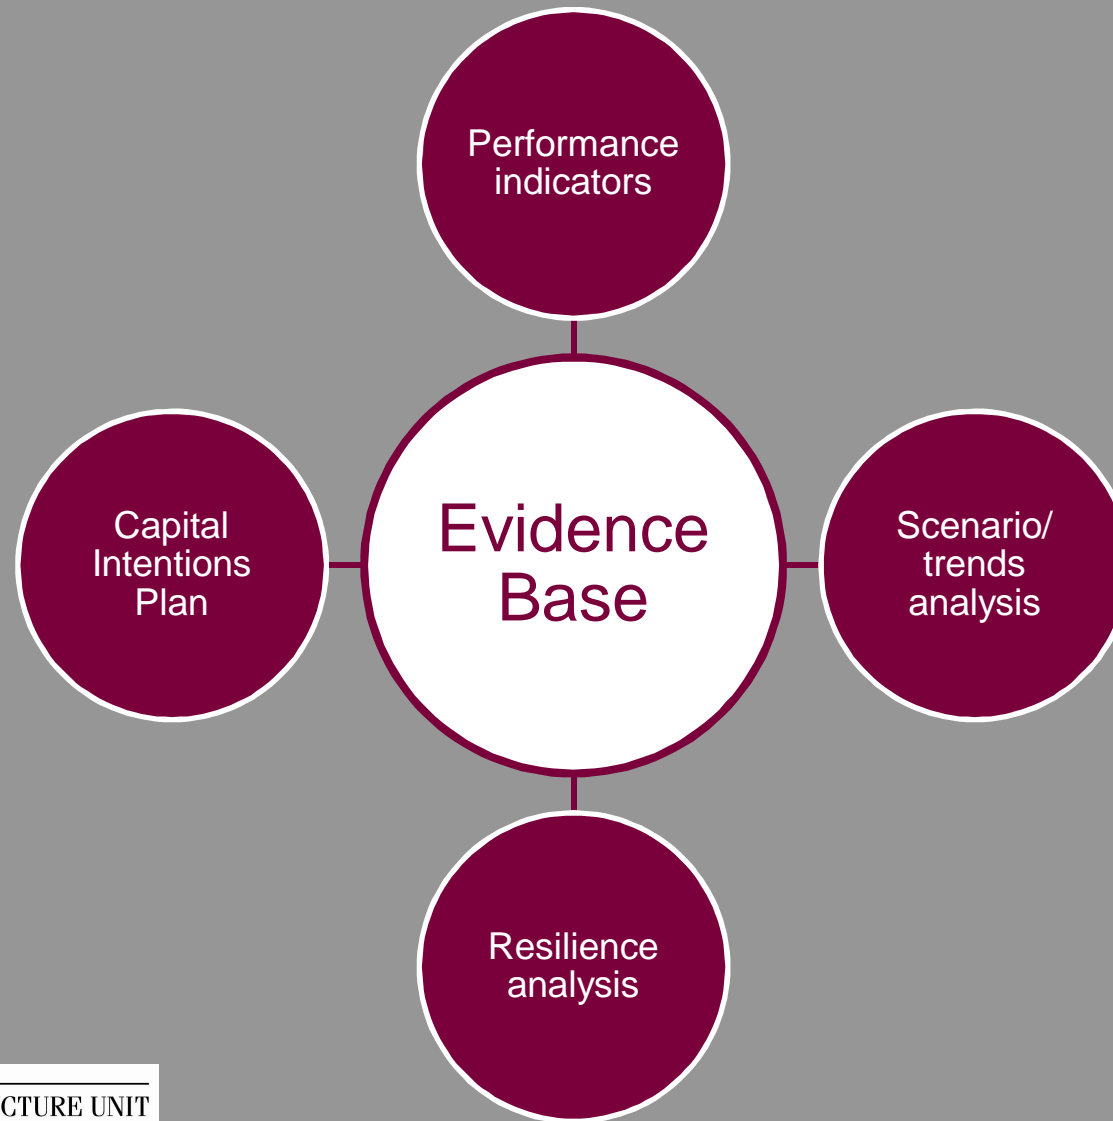 Performance
indicators
Capital
Intentions
Plan
Evidence
Base
Scenario/
trends
analysis
Resilience
analysis
CTURE UNIT